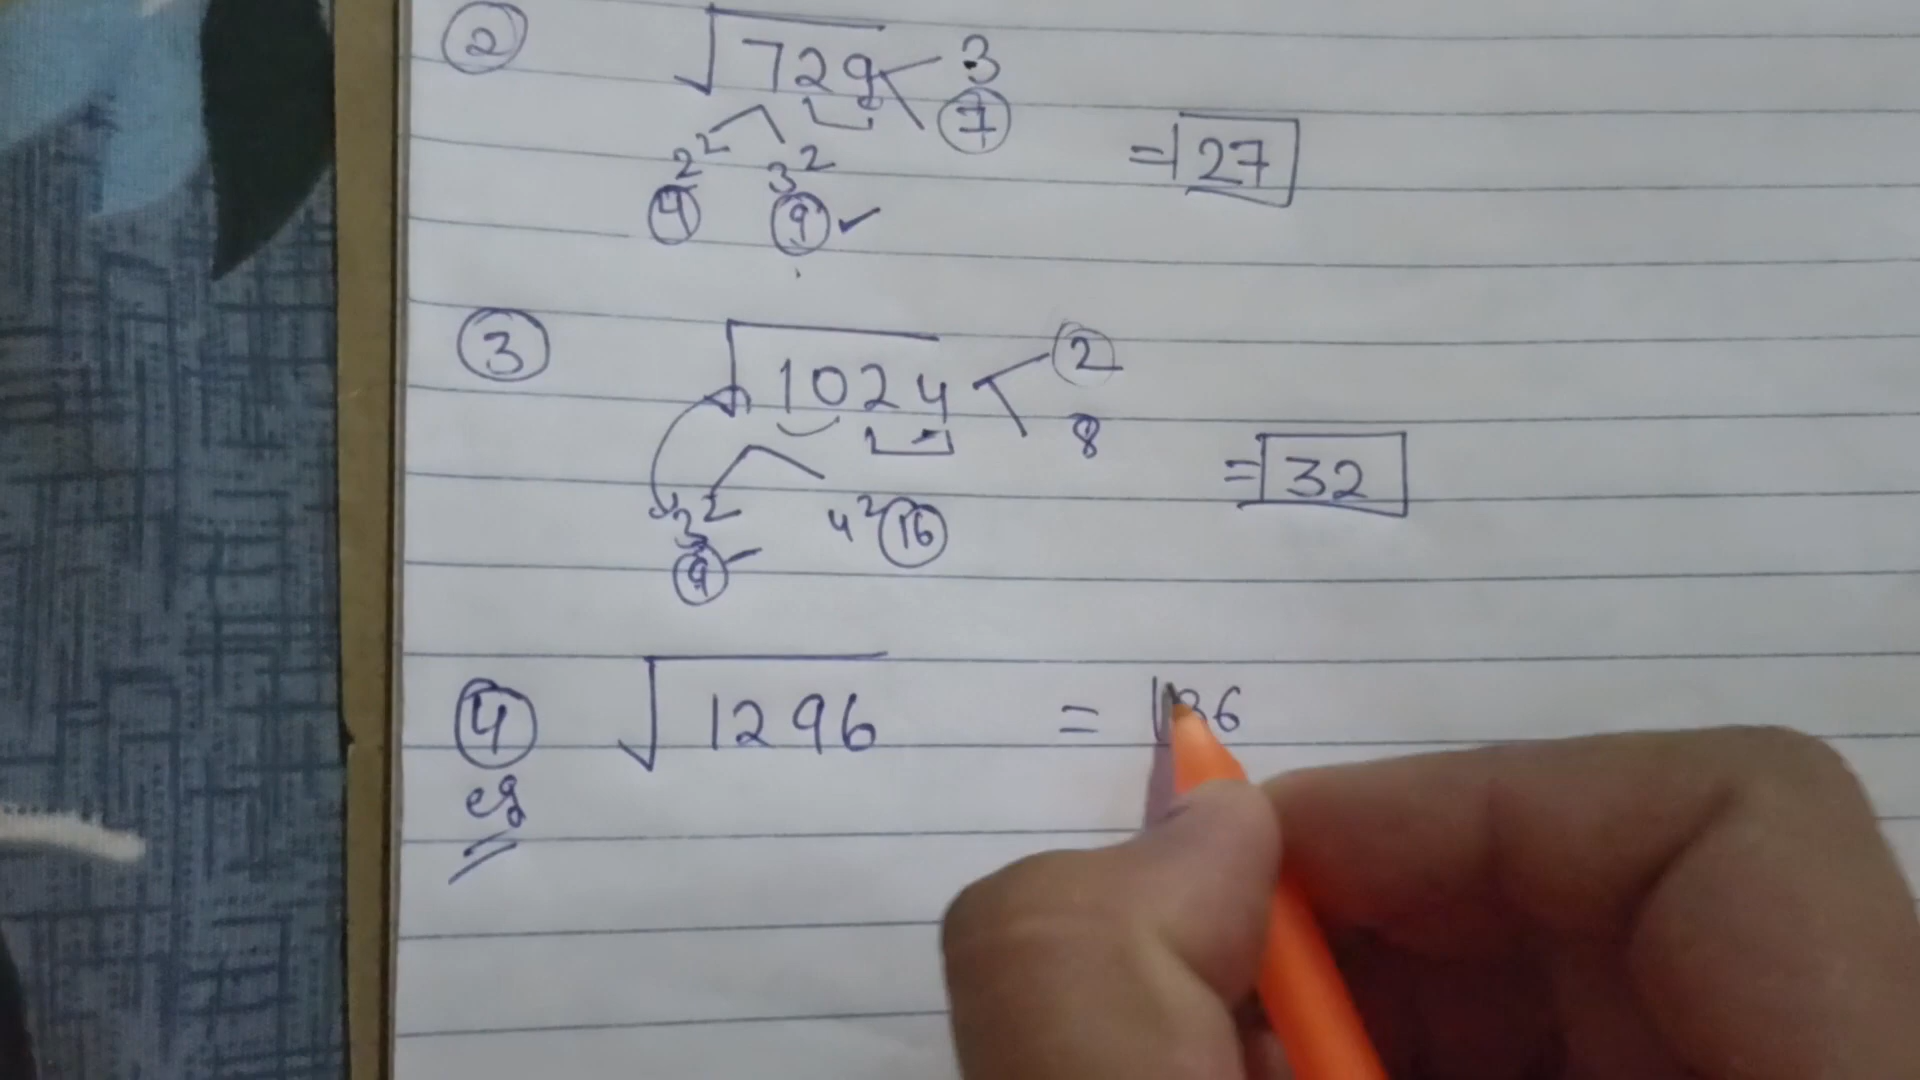 ② √729 3
⑦
2² 3² = 27
④ ⑨ ✓
③ √1024 ②
8
= 32
3² 4² ⑯
⑨
④ √1296 = 36
eg